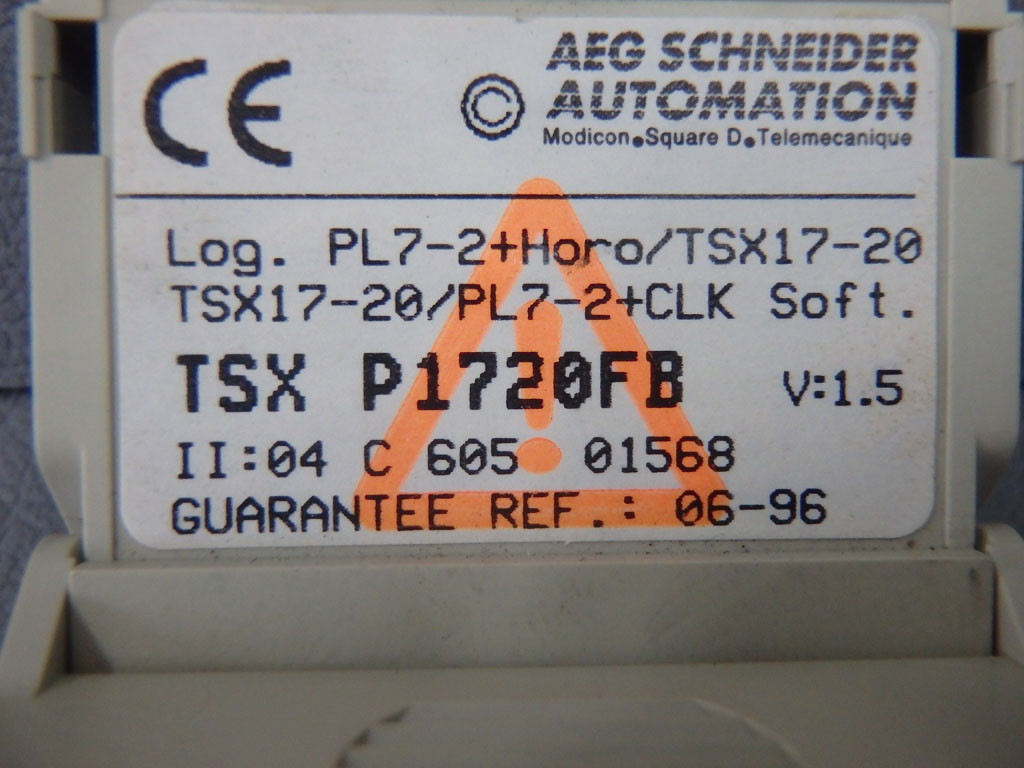 CE
AEG SCHNEIDER
© AUTOMATION
Modicon.Square D.Telemecanique
Log. PL7-2+Horo/TSX17-20
TSX17-20/PL7-2+CLK Soft.
TSX P1720FB V:1.5
II:04 C 605 01568
GUARANTEE REF.: 06-96